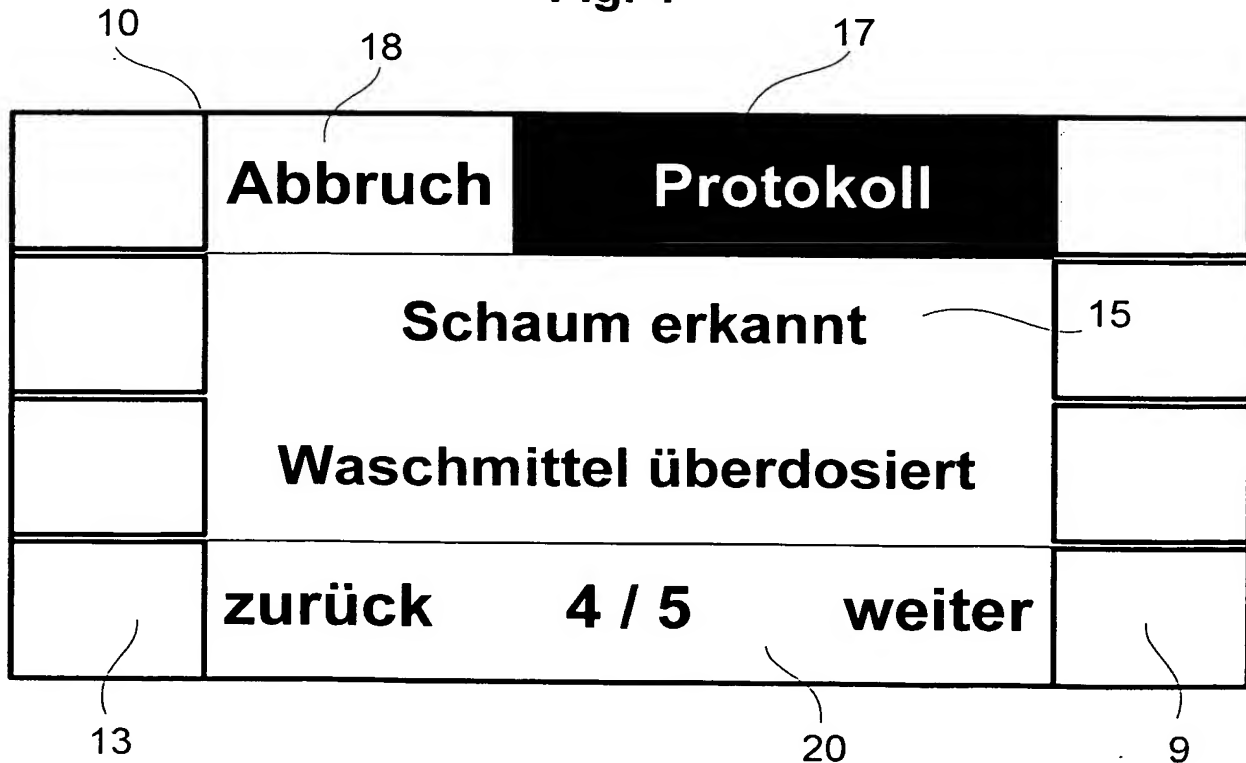 10 18 17
Abbruch Protokoll
Schaum erkannt
15
Waschmittel überdosiert
zurück 4 / 5 weiter
13 20 9